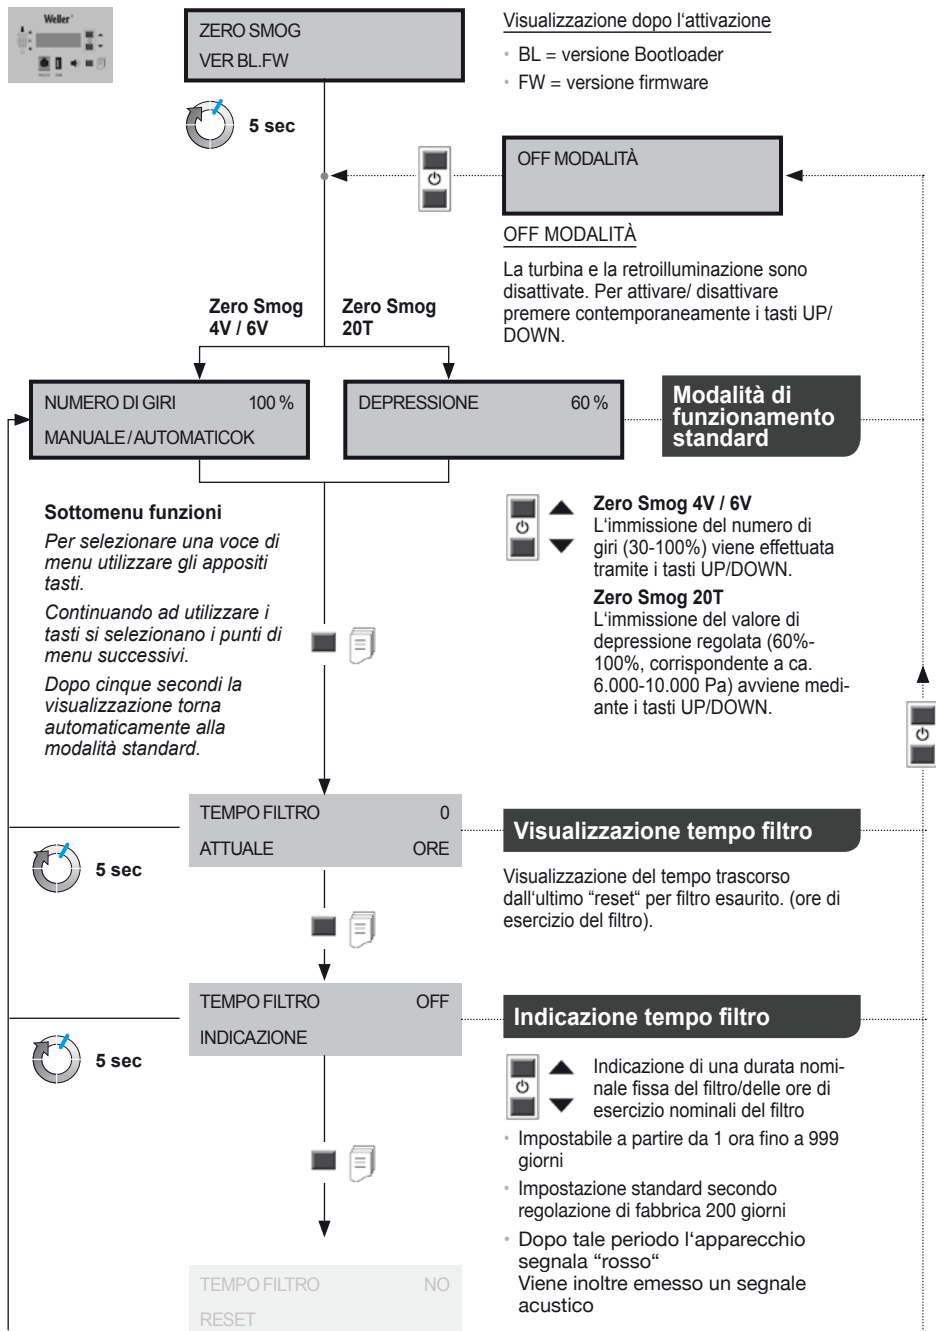 Weller
ZERO SMOG
VER BL.FW
Visualizzazione dopo l‘attivazione
• BL = versione Bootloader
• FW = versione firmware
5 sec
OFF MODALITÀ
OFF MODALITÀ
La turbina e la retroilluminazione sono
disattivate. Per attivare/ disattivare
premere contemporaneamente i tasti UP/
DOWN.
Zero Smog
4V / 6V
Zero Smog
20T
NUMERO DI GIRI 100 %
MANUALE/AUTOMATICOK
DEPRESSIONE 60 %
Modalità di
funzionamento
standard
Sottomenu funzioni
Per selezionare una voce di
menu utilizzare gli appositi
tasti.
Continuando ad utilizzare i
tasti si selezionano i punti di
menu successivi.
Dopo cinque secondi la
visualizzazione torna
automaticamente alla
modalità standard.
Zero Smog 4V / 6V
L‘immissione del numero di
giri (30-100%) viene effettuata
tramite i tasti UP/DOWN.
Zero Smog 20T
L‘immissione del valore di
depressione regolata (60%-
100%, corrispondente a ca.
6.000-10.000 Pa) avviene medi-
ante i tasti UP/DOWN.
TEMPO FILTRO 0
ATTUALE ORE
5 sec
Visualizzazione tempo filtro
Visualizzazione del tempo trascorso
dall‘ultimo “reset“ per filtro esaurito. (ore di
esercizio del filtro).
TEMPO FILTRO OFF
INDICAZIONE
5 sec
Indicazione tempo filtro
Indicazione di una durata nomi-
nale fissa del filtro/delle ore di
esercizio nominali del filtro
• Impostabile a partire da 1 ora fino a 999
giorni
• Impostazione standard secondo
regolazione di fabbrica 200 giorni
• Dopo tale periodo l‘apparecchio
segnala “rosso“
Viene inoltre emesso un segnale
acustico
TEMPO FILTRO NO
RESET